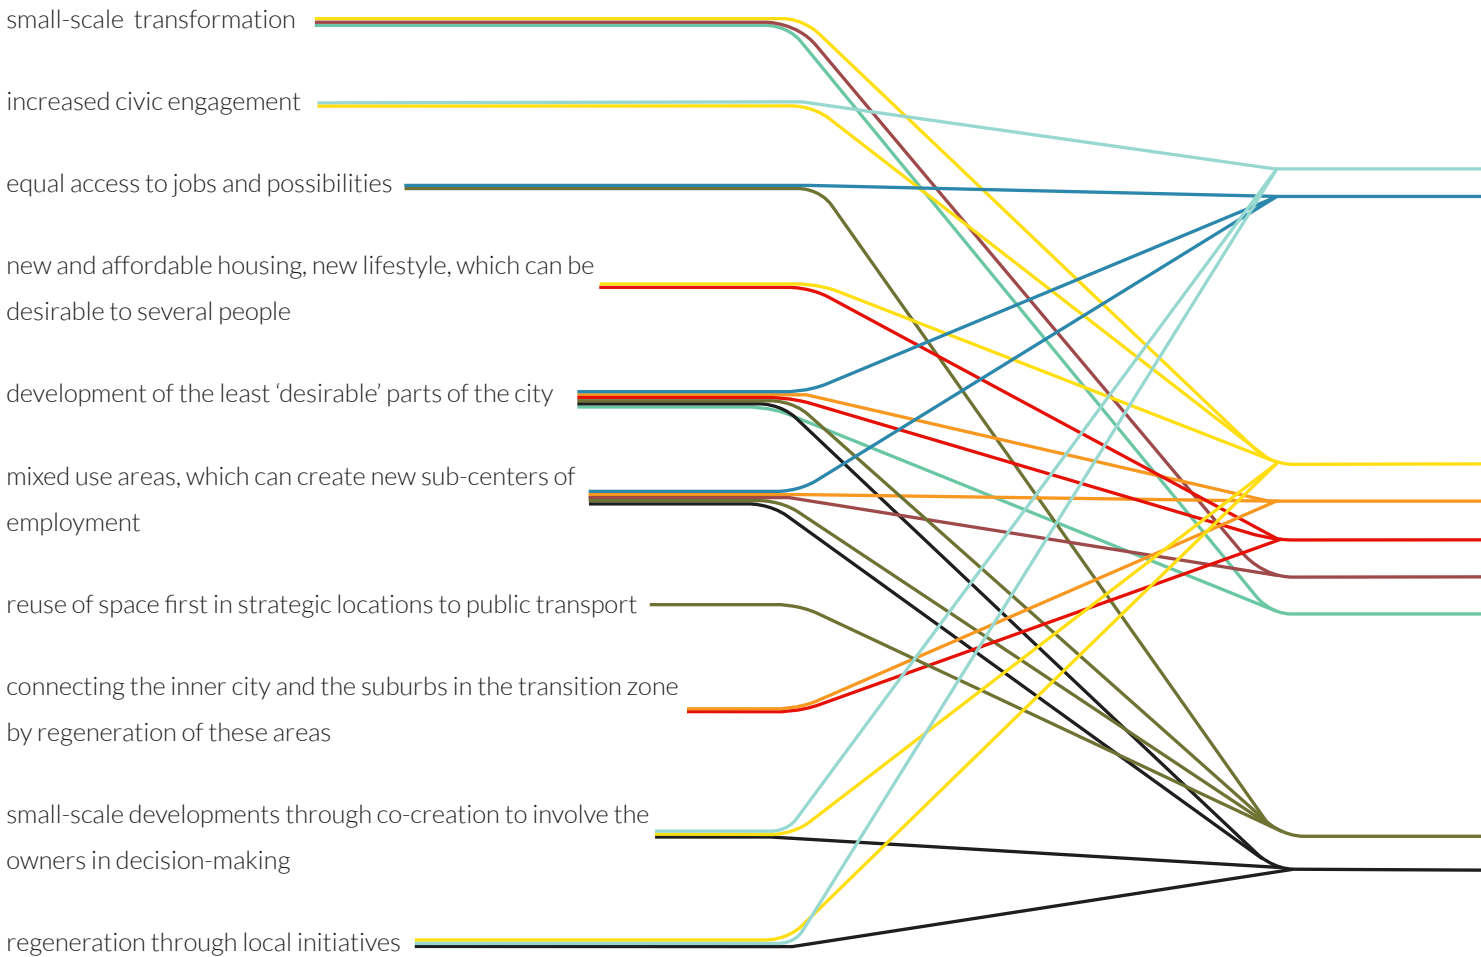 small-scale transformation
increased civic engagement
equal access to jobs and possibilities
new and affordable housing, new lifestyle, which can be
desirable to several people
development of the least ‘desirable’ parts of the city
mixed use areas, which can create new sub-centers of
employment
reuse of space first in strategic locations to public transport
connecting the inner city and the suburbs in the transition zone
by regeneration of these areas
small-scale developments through co-creation to involve the
owners in decision-making
regeneration through local initiatives